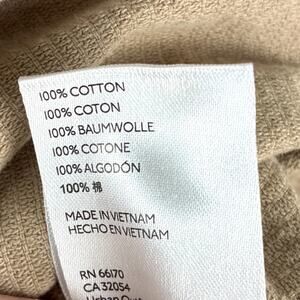 100% COTTON
100% COTON
100% BAUMWOLLE
100% COTONE
100% ALGODÓN
100% 棉
MADE IN VIETNAM
HECHO EN VIETNAM
RN 66170
CA 32054
Urban